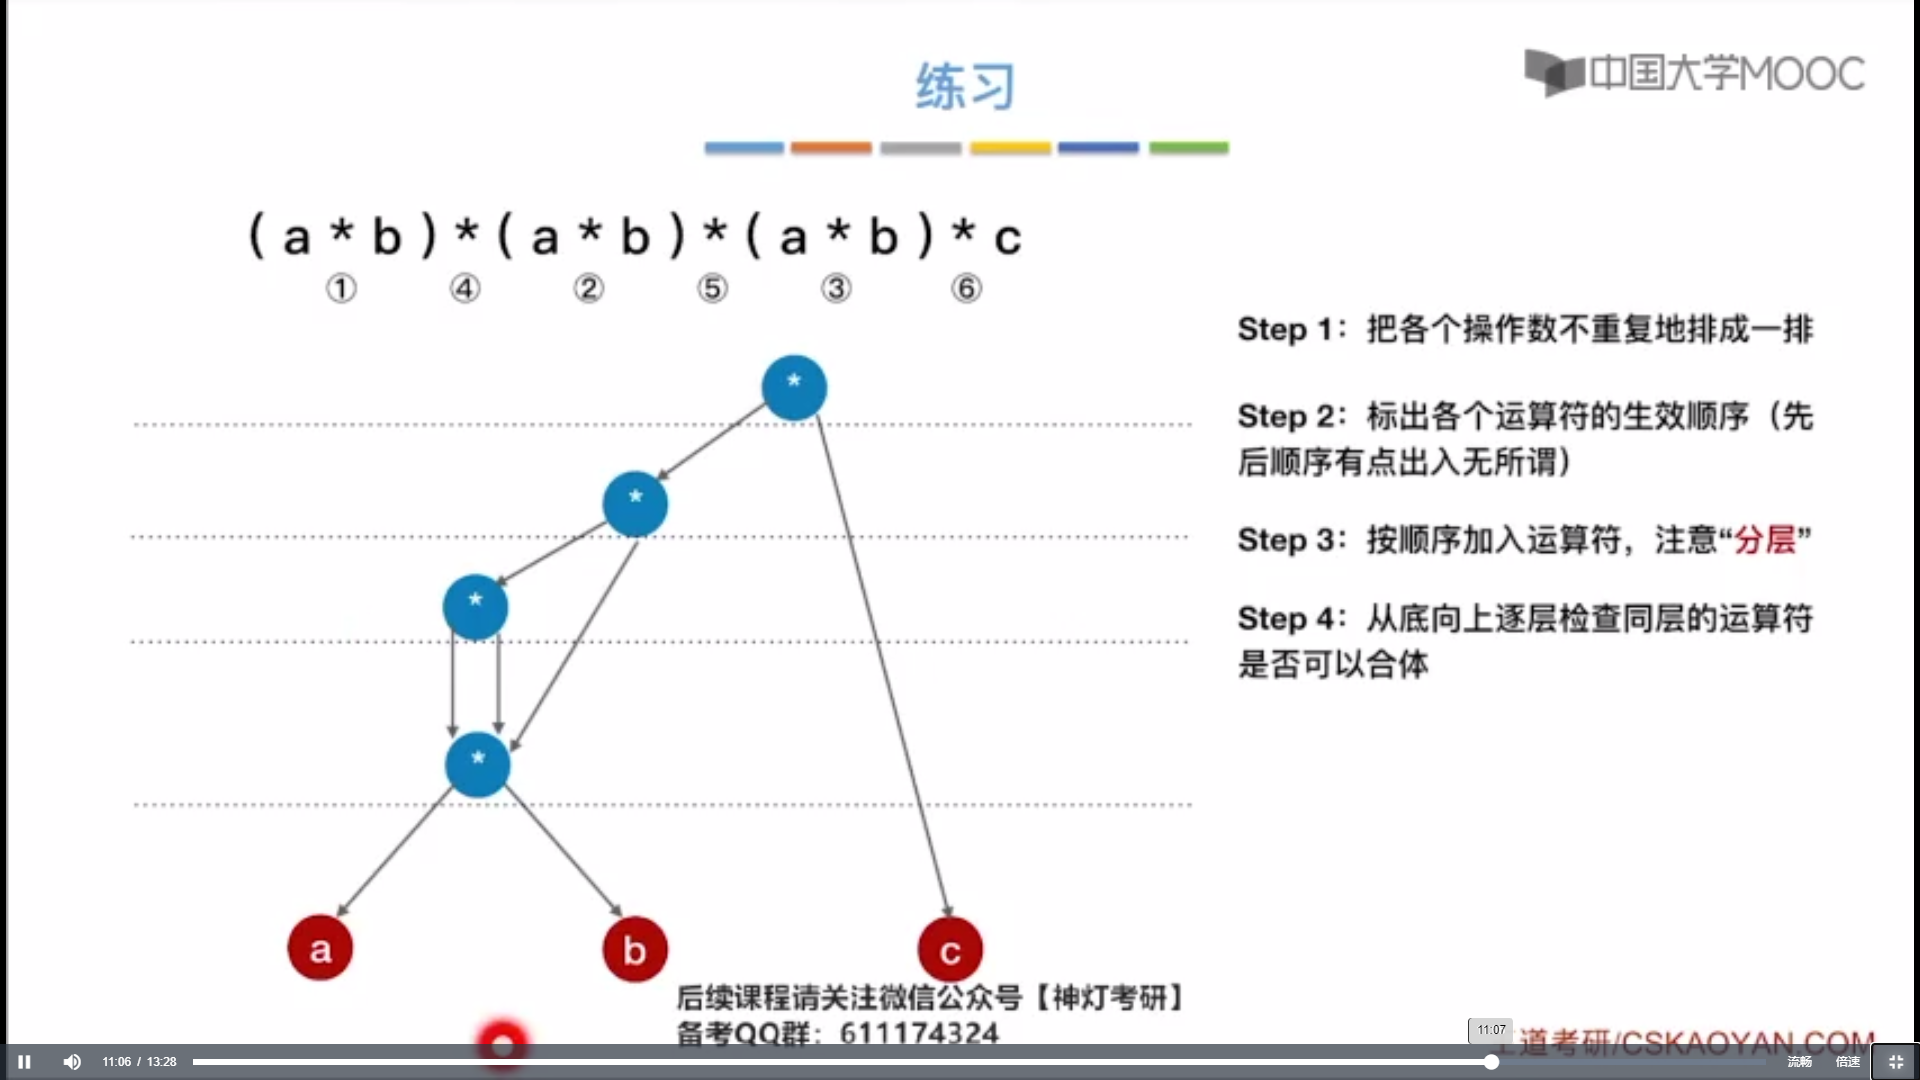 练习
中国大学MOOC
( a * b ) * ( a * b ) * ( a * b ) * c
① ④ ② ⑤ ③ ⑥
Step 1：把各个操作数不重复地排成一排
Step 2：标出各个运算符的生效顺序（先
后顺序有点出入无所谓）
Step 3：按顺序加入运算符，注意“分层”
Step 4：从底向上逐层检查同层的运算符
是否可以合体
*
*
*
*
a b c
后续课程请关注微信公众号【神灯考研】
备考QQ群：611174324
11:07
道考研/CSKAOYAN.COM
11:06 / 13:28 流畅 倍速